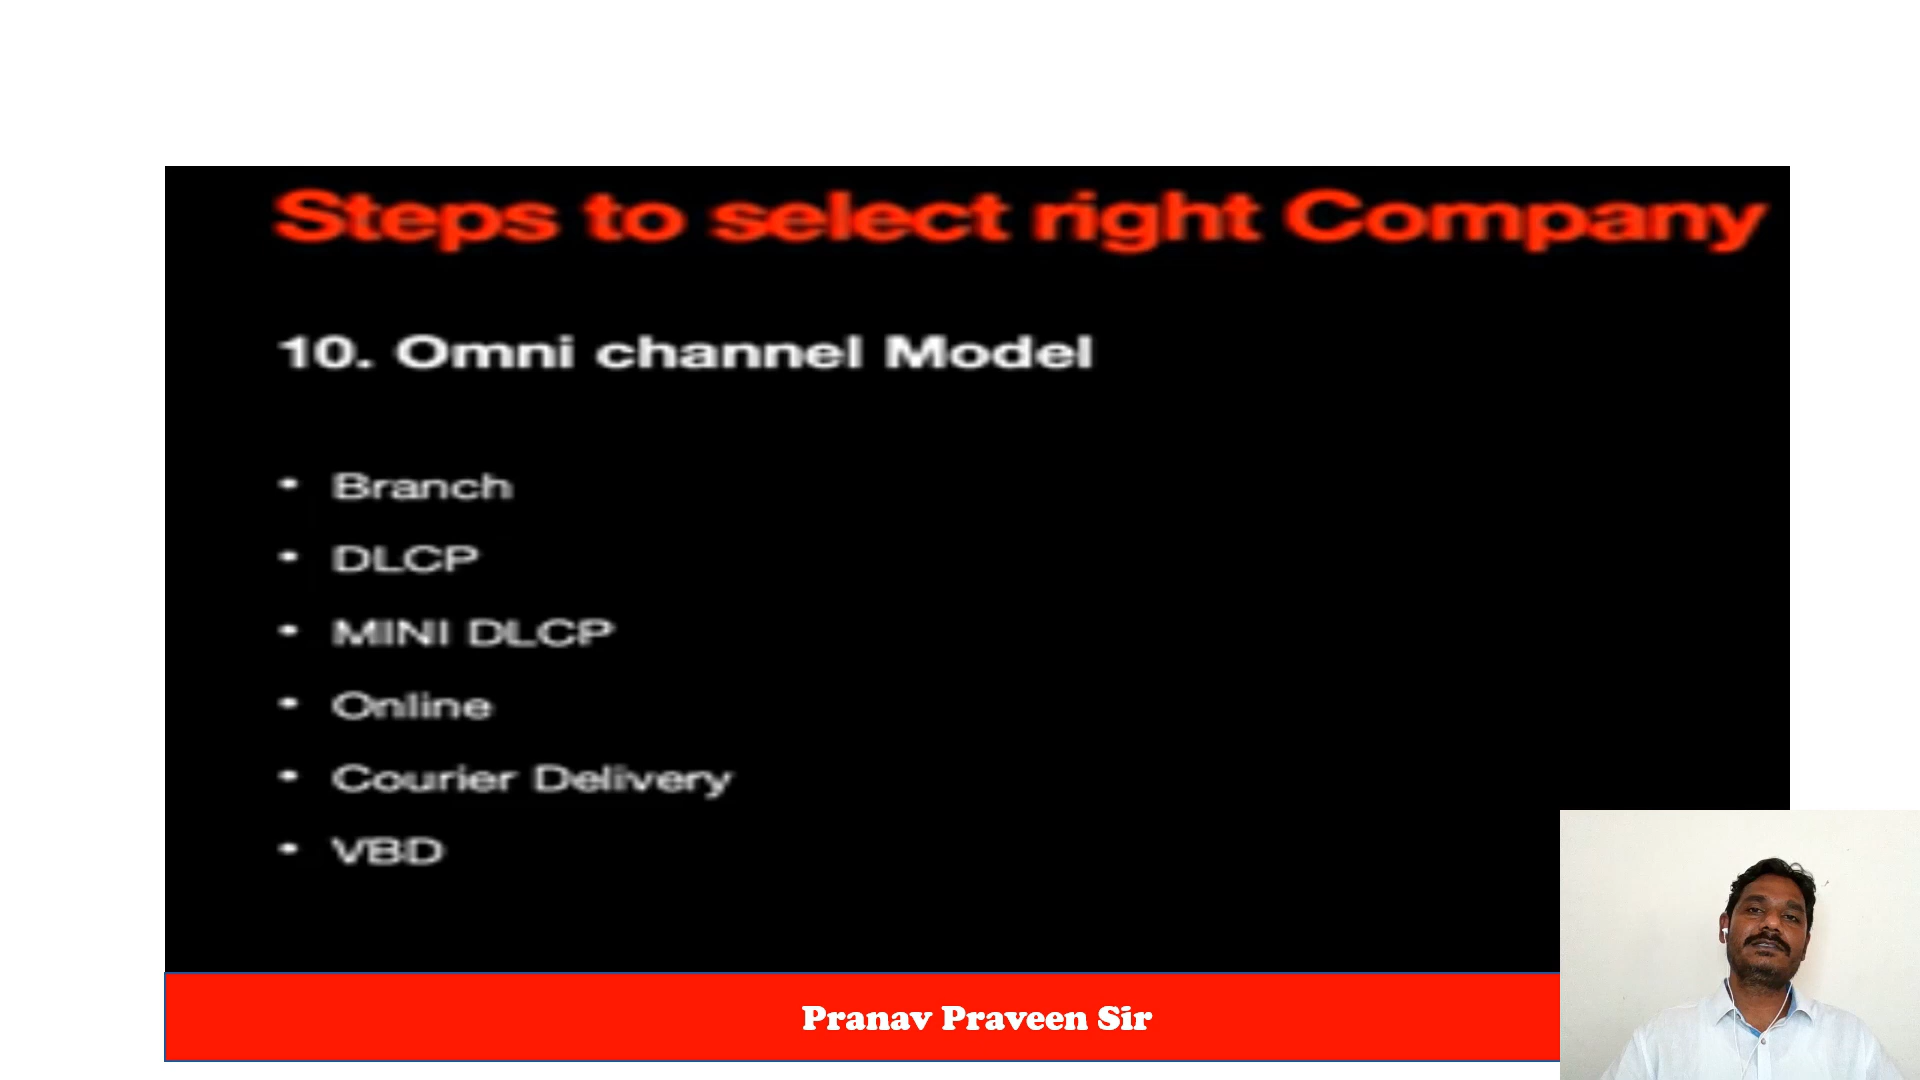 Steps to select right Company
10. Omni channel Model
• Branch
• DLCP
• MINI DLCP
• Online
• Courier Delivery
• VBD
Pranav Praveen Sir